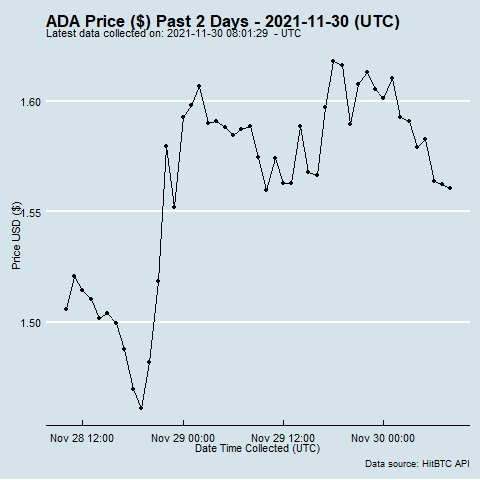 ADA Price ($) Past 2 Days - 2021-11-30 (UTC)
Latest data collected on: 2021-11-30 08:01:29 - UTC
1.60
1.55
1.50
Price USD ($)
Nov 28 12:00 Nov 29 00:00 Nov 29 12:00 Nov 30 00:00
Date Time Collected (UTC)
Data source: HitBTC API